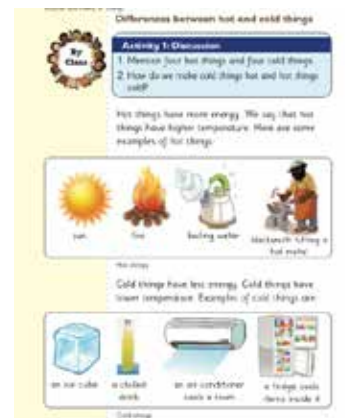 Differences between hot and cold things
By Class
Activity 1: Discussion
1. Mention four hot things and four cold things.
2. How do we make cold things hot and hot things
cold?
Hot things have more energy. We say that hot
things have higher temperature. Here are some
examples of hot things.
sun
fire
boiling water
blacksmith
a
hot metal
Hot things
Cold things have less energy. Cold things have
lower temperature. Examples of cold things are:
an ice cube
a chilled
drink
an air conditioner
cools a room
a fridge cools
items inside it
Cold things